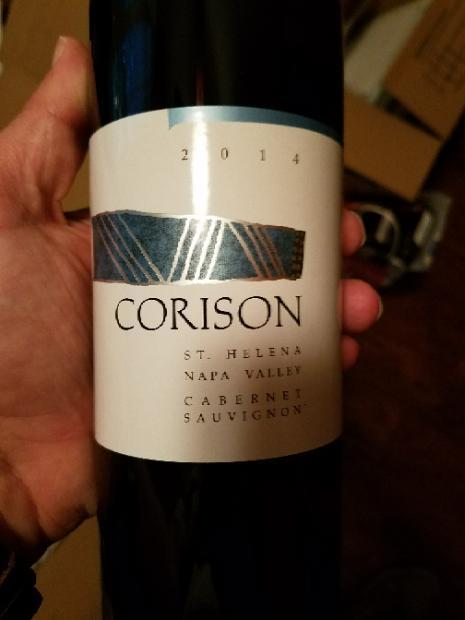 2014
CORISON
ST. HELENA
NAPA VALLEY
CABERNET
SAUVIGNON